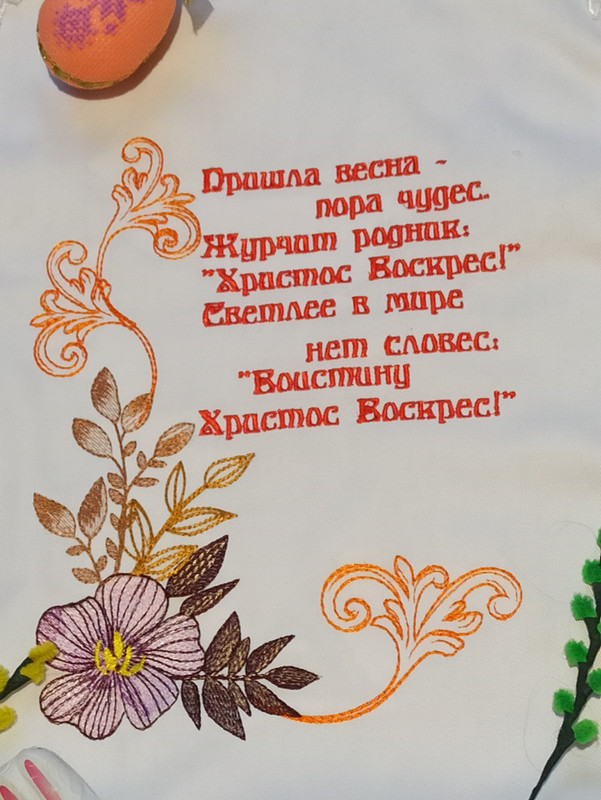 Пришла весна -
пора чудес.
Журчит родник:
"Христос Воскрес!"
Светлее в мире
нет словес:
"Воистину
Христос Воскрес!"